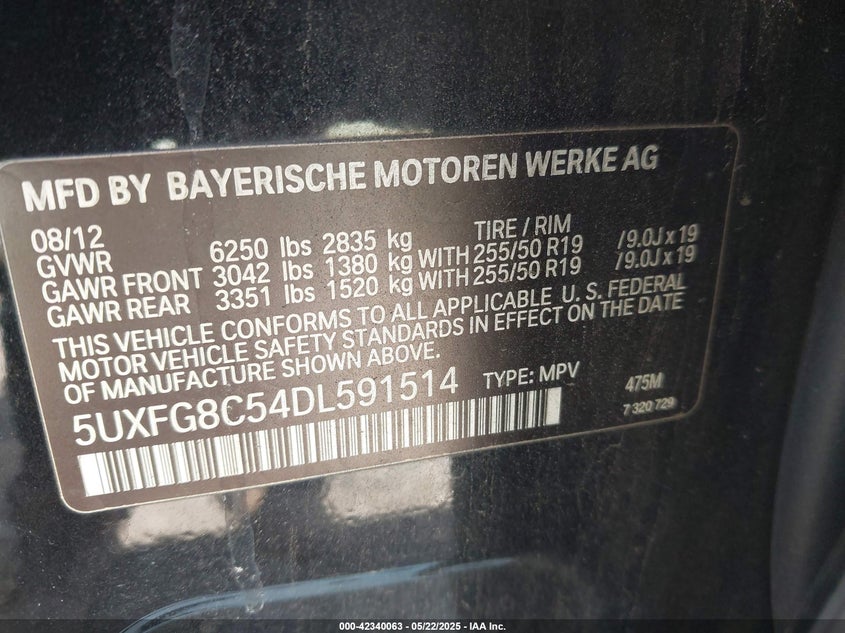 MFD BY BAYERISCHE MOTOREN WERKE AG
08/12 TIRE / RIM
GVWR 6250 lbs 2835 kg
GAWR FRONT 3042 lbs 1380 kg WITH 255/50 R19 /9.0J x 19
GAWR REAR 3351 lbs 1520 kg WITH 255/50 R19 /9.0J x 19
THIS VEHICLE CONFORMS TO ALL APPLICABLE U. S. FEDERAL
MOTOR VEHICLE SAFETY STANDARDS IN EFFECT ON THE DATE
OF MANUFACTURE SHOWN ABOVE.
5UXFG8C54DL591514 TYPE: MPV 475M
7 320 729
000-42340063 - 05/22/2025 - IAA Inc.